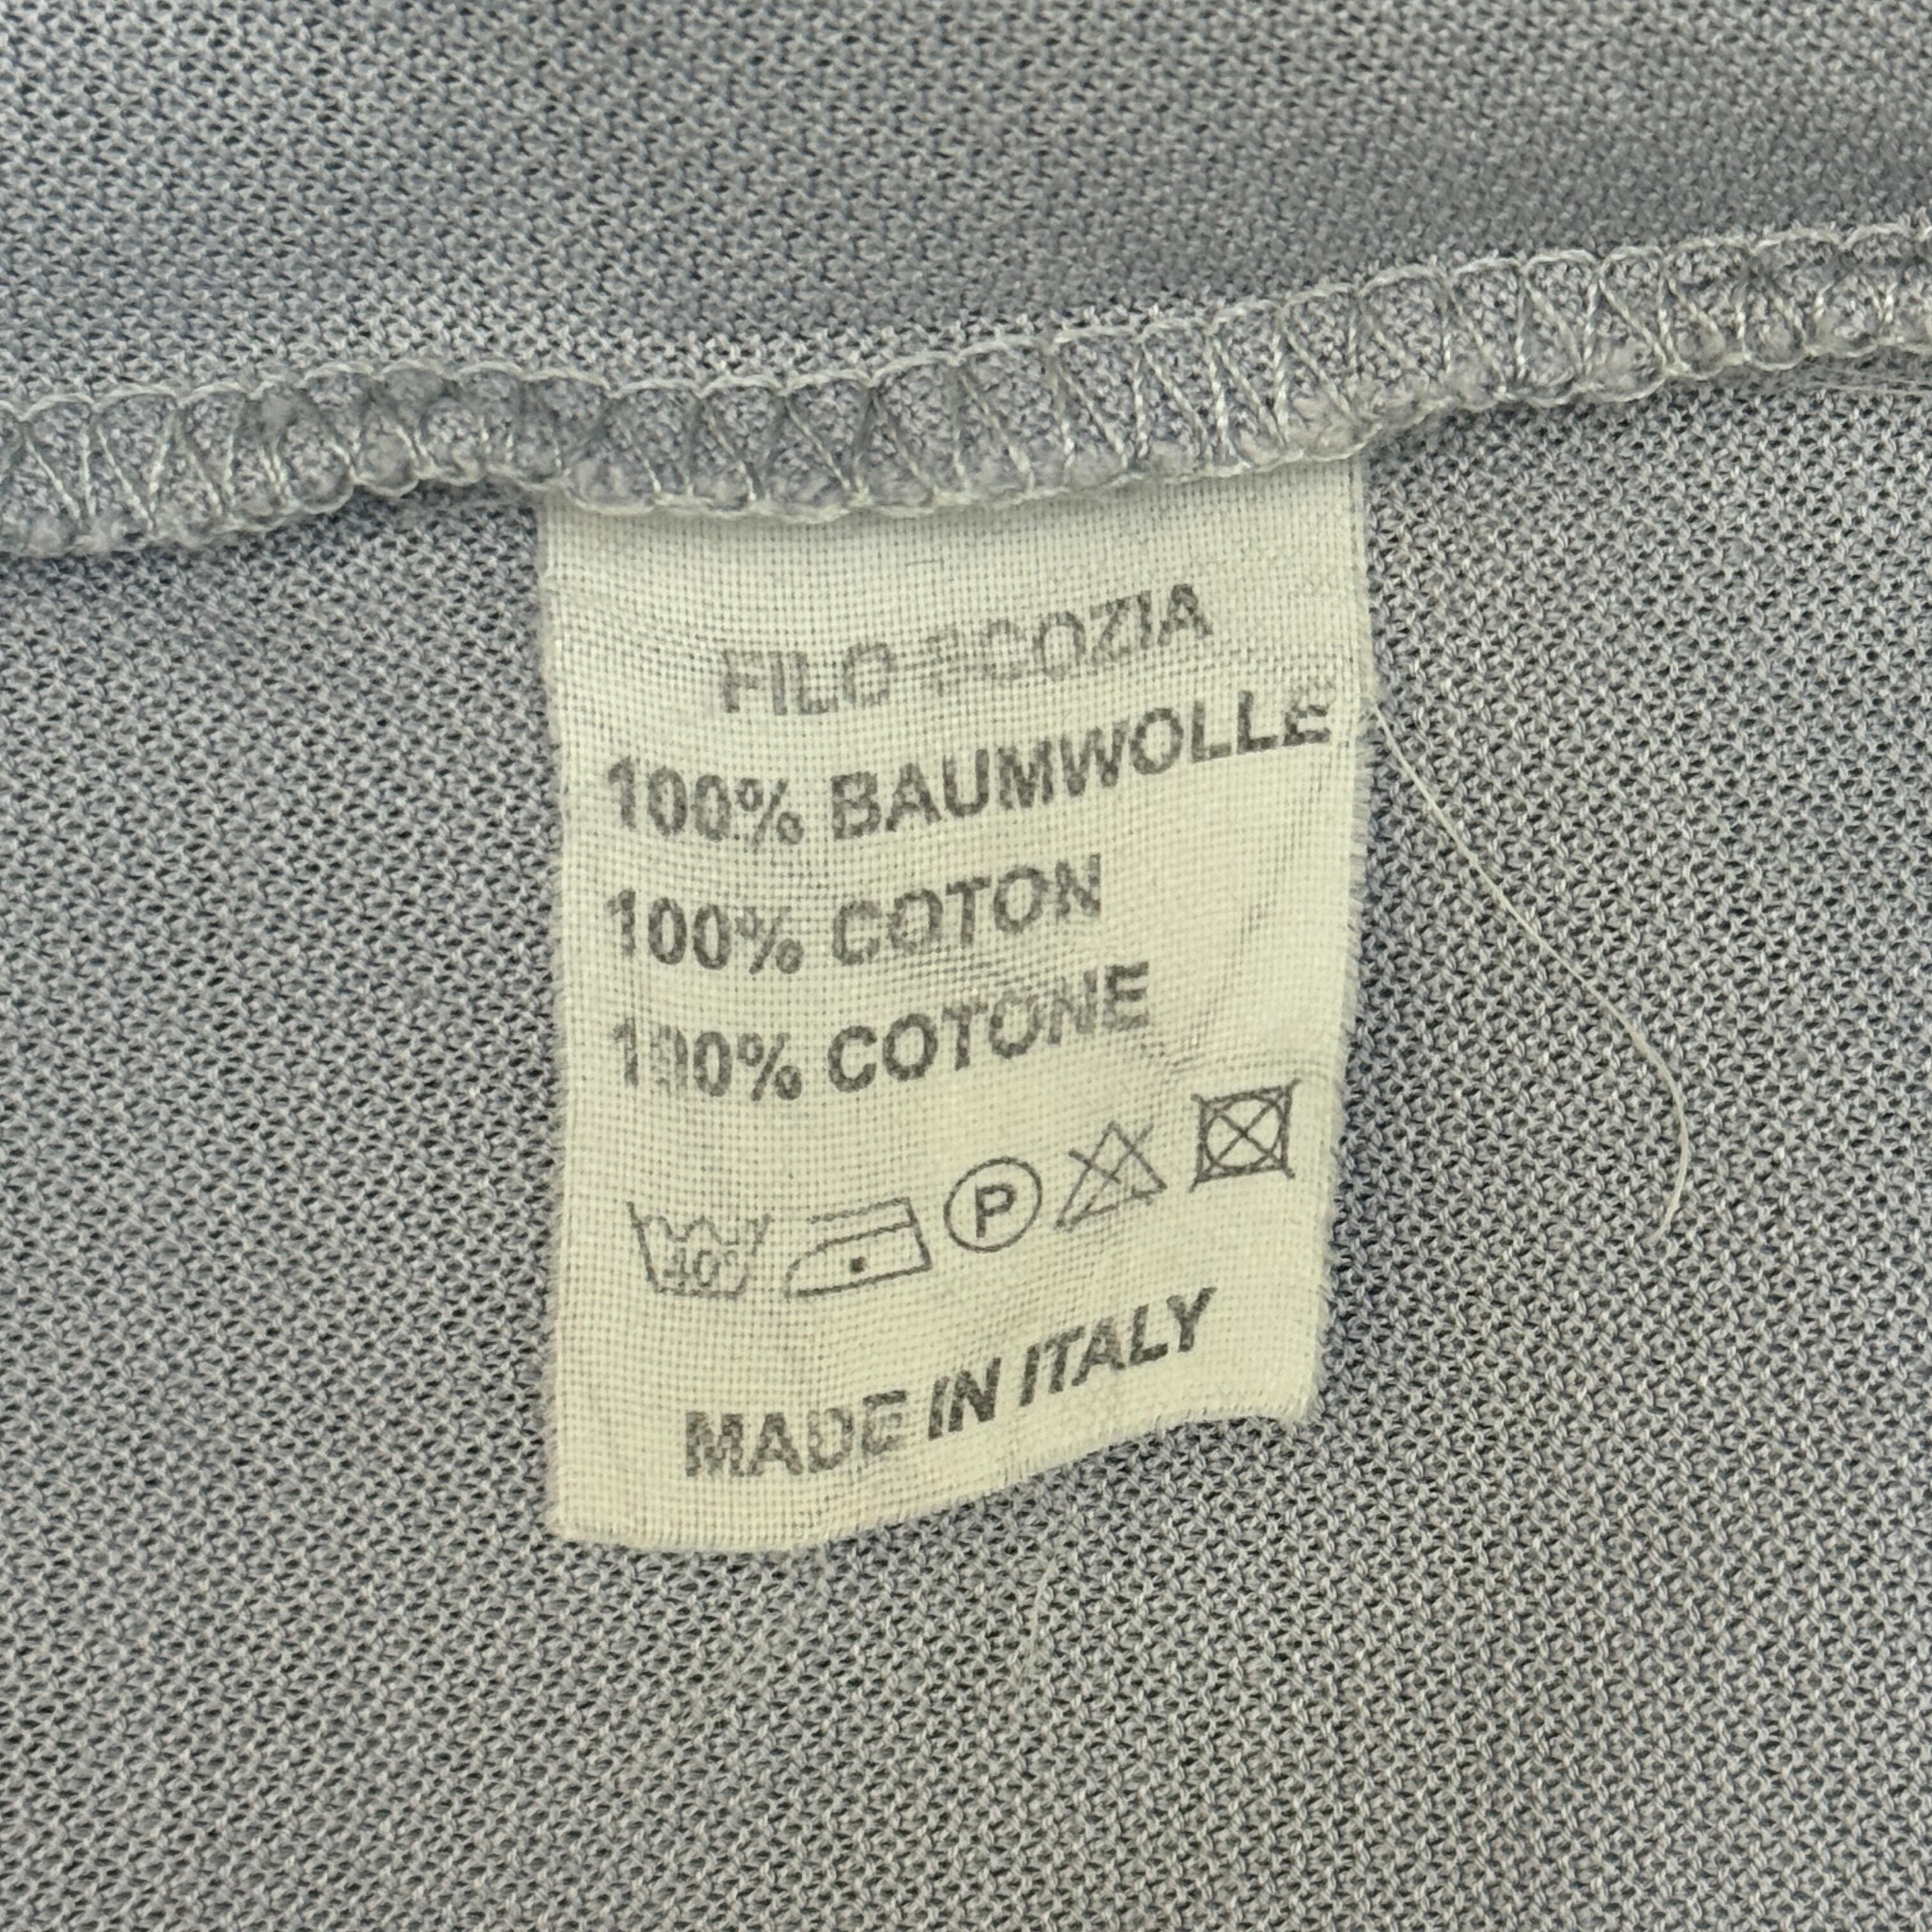 FILO SCOZIA
100% BAUMWOLLE
100% COTON
100% COTONE
40° P
MADE IN ITALY